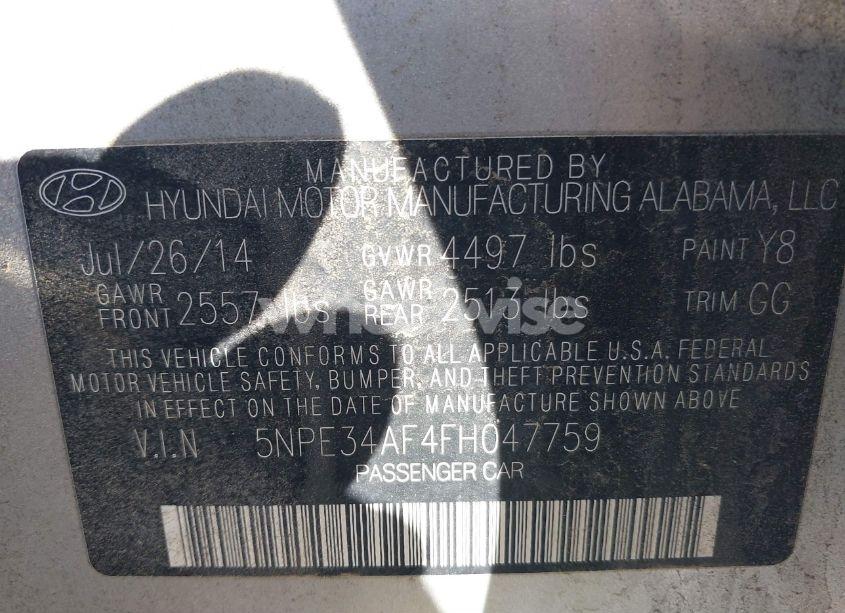 MANUFACTURED BY
HYUNDAI MOTOR MANUFACTURING ALABAMA, LLC
Jul/26/14 GVWR 4497 lbs PAINT Y8
GAWR FRONT 2557 lbs GAWR REAR 2513 lbs TRIM GG
THIS VEHICLE CONFORMS TO ALL APPLICABLE U.S.A. FEDERAL
MOTOR VEHICLE SAFETY, BUMPER, AND THEFT PREVENTION STANDARDS
IN EFFECT ON THE DATE OF MANUFACTURE SHOWN ABOVE
V.I.N 5NPE34AF4FH047759
PASSENGER CAR